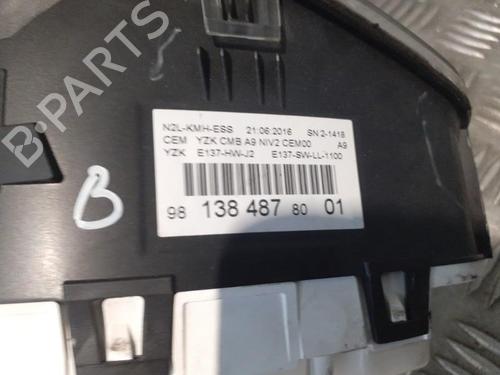 N2L-KMH-ESS 21:06:2016 SN 2-1418
CEM YZK CMB A9 NIV2 CEM00 A9
YZK E137-HW-J2 E137-SW-LL-1100
98 138 487 80 01
B
B-PARTS